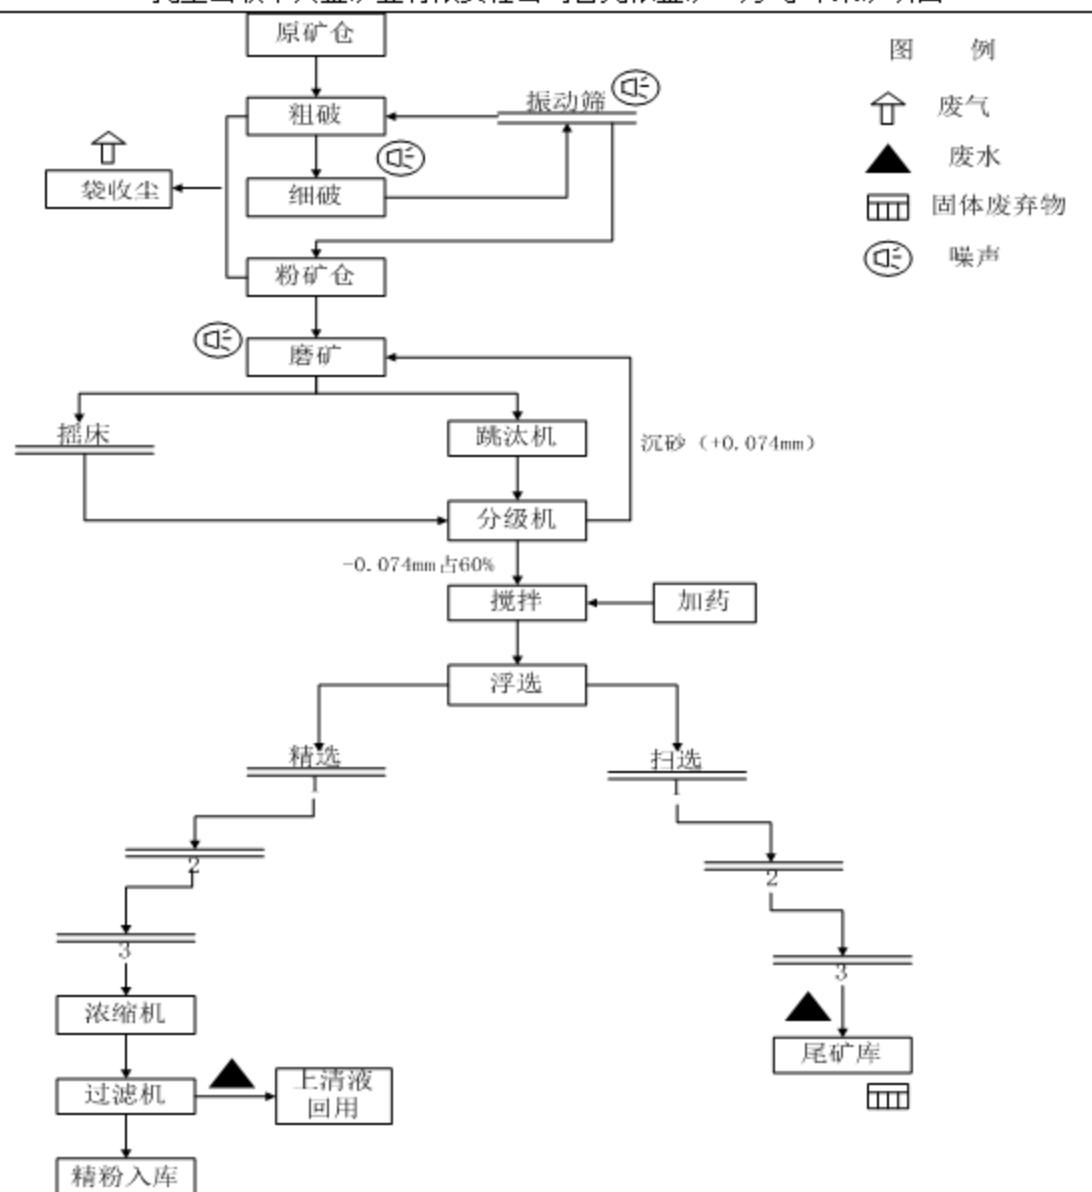 原矿仓
图 例
振动筛
粗破
废气
废水
细破
袋收尘
固体废弃物
噪声
粉矿仓
磨矿
摇床
跳汰机
沉砂（+0.074mm）
分级机
-0.074mm占60%
搅拌
加药
浮选
精选
扫选
1
1
2
2
3
3
浓缩机
尾矿库
过滤机
上清液
回用
精粉入库